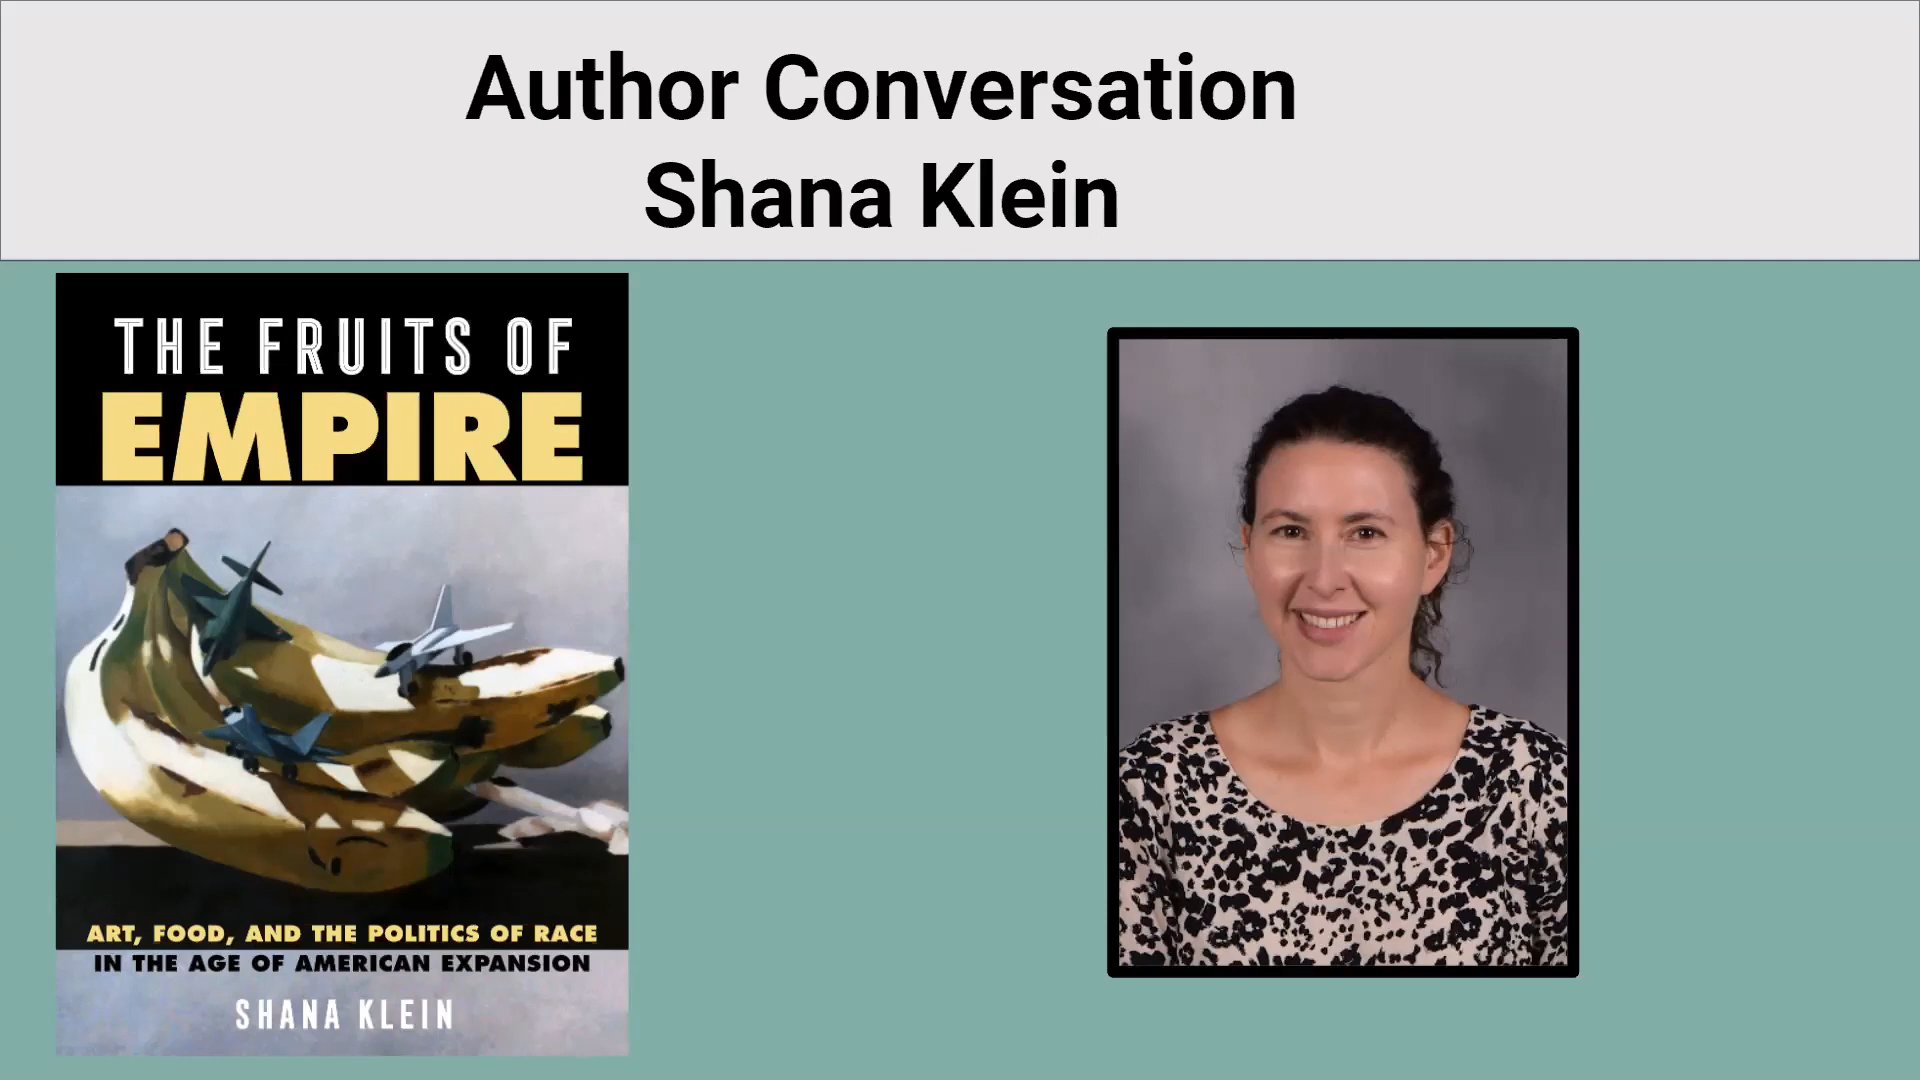 Author Conversation
Shana Klein
THE FRUITS OF
EMPIRE
ART, FOOD, AND THE POLITICS OF RACE
IN THE AGE OF AMERICAN EXPANSION
SHANA KLEIN